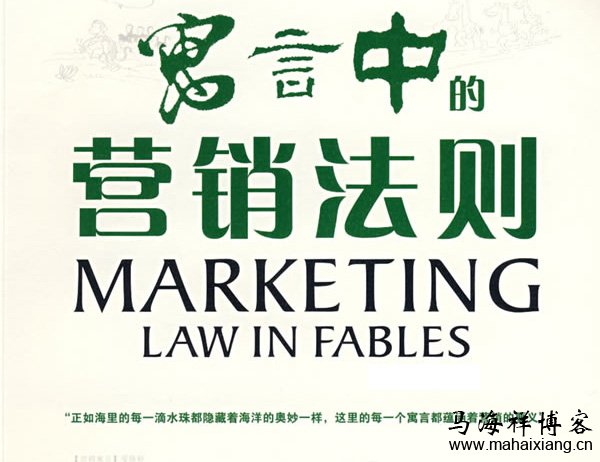 寓言中的
营销法则
MARKETING
LAW IN FABLES
“正如海里的每一滴水珠都隐藏着海洋的奥妙一样，这里的每一个寓言都蕴
马海祥博客
www.mahaixiang.cn